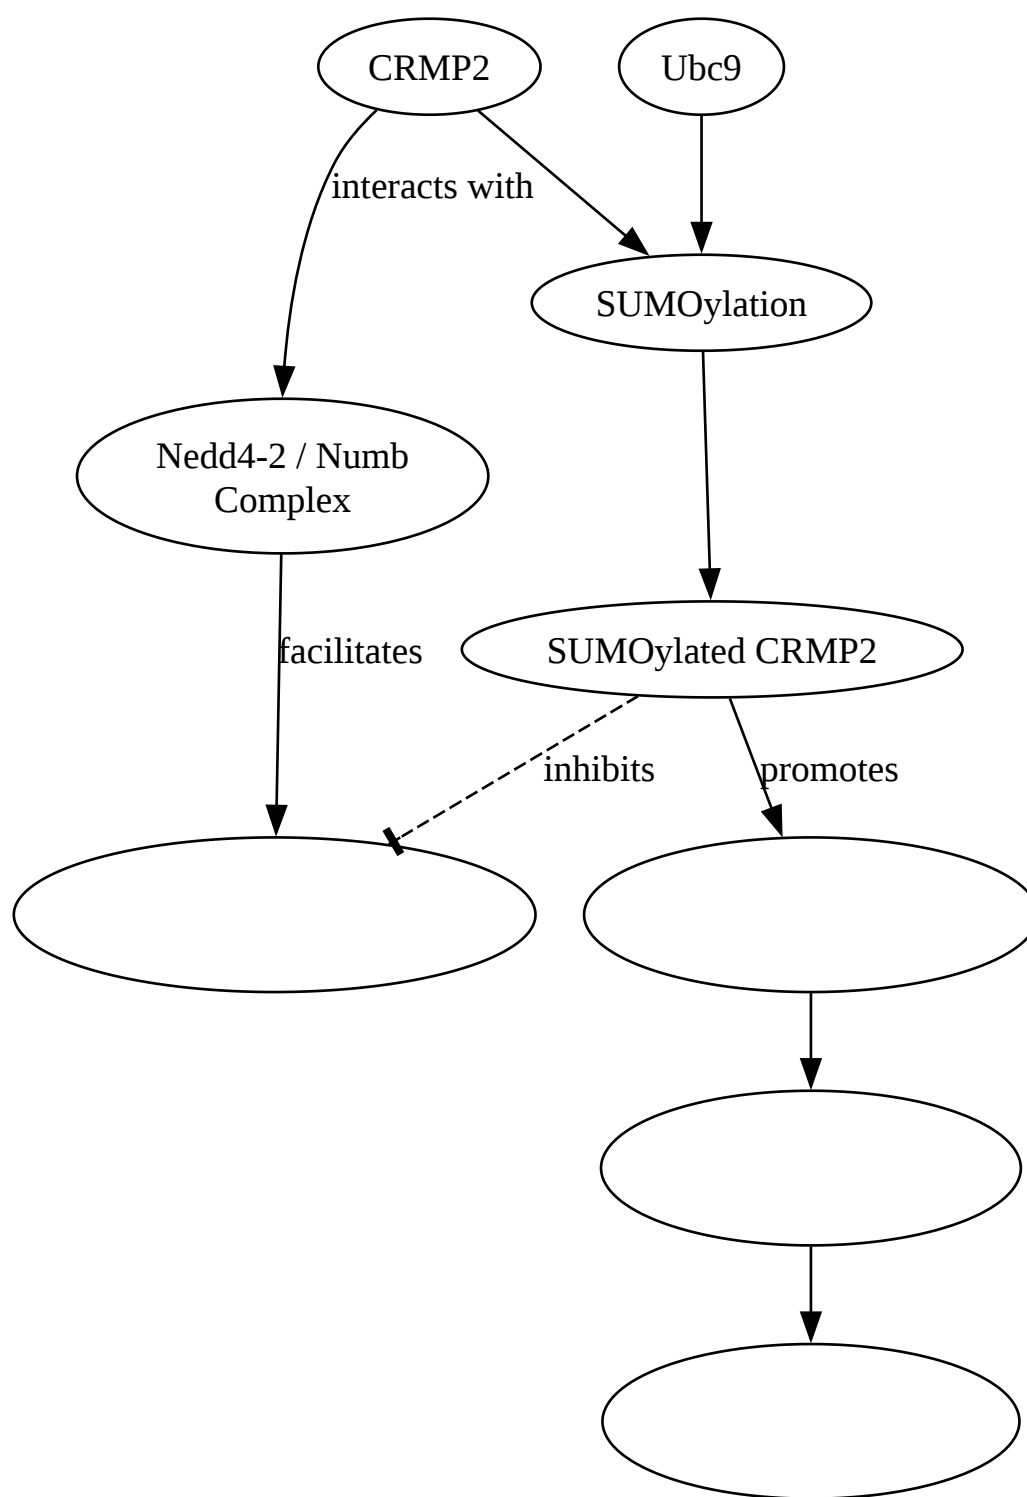 CRMP2
Ubc9
interacts with
SUMOylation
Nedd4-2 / Numb
Complex
facilitates
SUMOylated CRMP2
inhibits
promotes